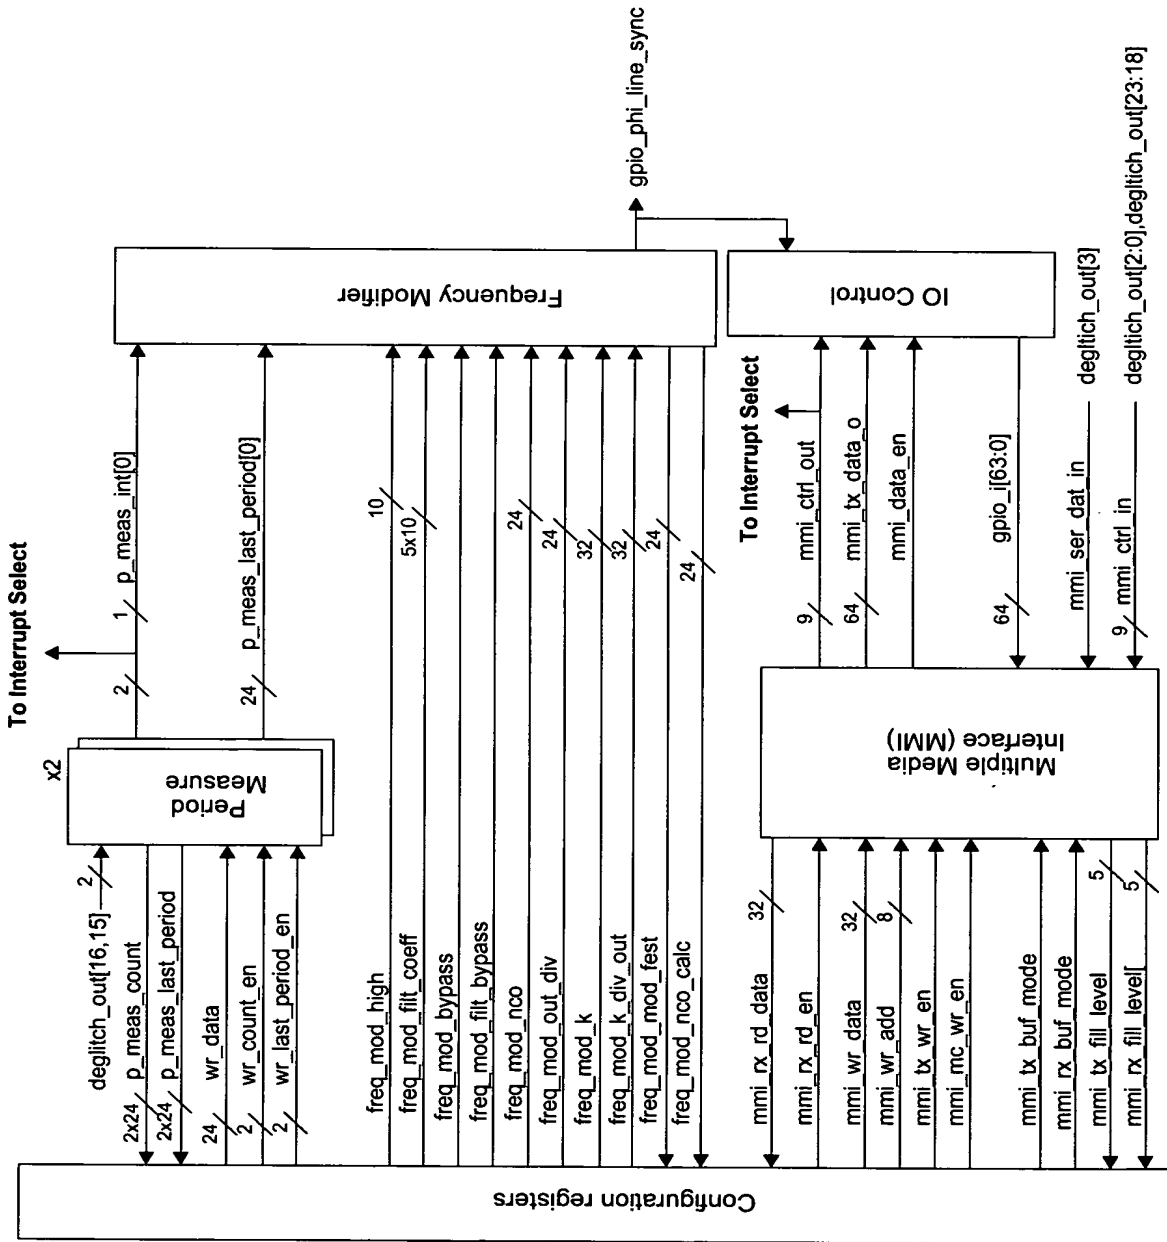 To Interrupt Select
x2
Period
Measure
deglitch_out[16,15]
2
2x24
p_meas_count
2x24
p_meas_last_period
24
wr_data
2
wr_count_en
2
wr_last_period_en
2
1
p_meas_int[0]
24
p_meas_last_period[0]
Frequency Modifier
gpio_phi_line_sync
freq_mod_high
10
freq_mod_filt_coeff
5x10
freq_mod_bypass
freq_mod_filt_bypass
freq_mod_nco
24
freq_mod_out_div
24
freq_mod_k
32
freq_mod_k_div_out
32
freq_mod_mod_fest
24
freq_mod_nco_calc
24
To Interrupt Select
IO Control
9
mmi_ctrl_out
64
mmi_tx_data_o
mmi_data_en
64
gpio_i[63:0]
mmi_ser_dat_in
degltich_out[3]
9
mmi_ctrl_in
degltich_out[2:0],degltich_out[23:18]
Multiple Media
Interface (MMI)
mmi_rx_rd_data
32
mmi_rx_rd_en
mmi_wr_data
32
mmi_wr_add
8
mmi_tx_wr_en
mmi_mc_wr_en
mmi_tx_buf_mode
mmi_rx_buf_mode
mmi_tx_fill_level
5
mmi_rx_fill_level[
5
Configuration registers